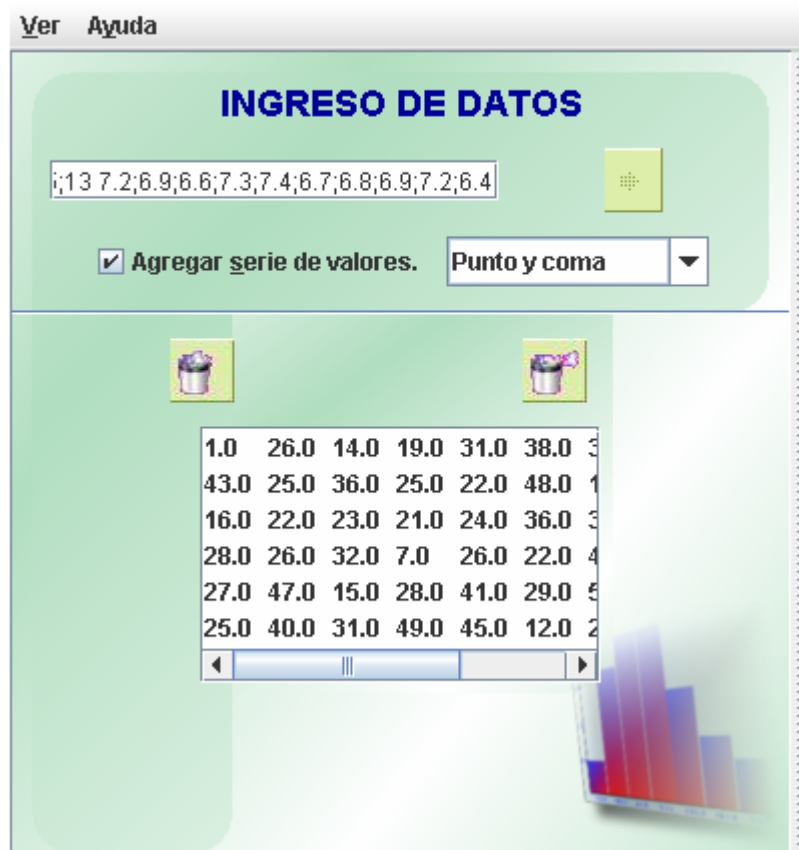 Ver Ayuda
INGRESO DE DATOS
;13 7.2;6.9;6.6;7.3;7.4;6.7;6.8;6.9;7.2;6.4
Agregar serie de valores. Punto y coma
1.0 26.0 14.0 19.0 31.0 38.0
43.0 25.0 36.0 25.0 22.0 48.0
16.0 22.0 23.0 21.0 24.0 36.0
28.0 26.0 32.0 7.0 26.0 22.0
27.0 47.0 15.0 28.0 41.0 29.0
25.0 40.0 31.0 49.0 45.0 12.0